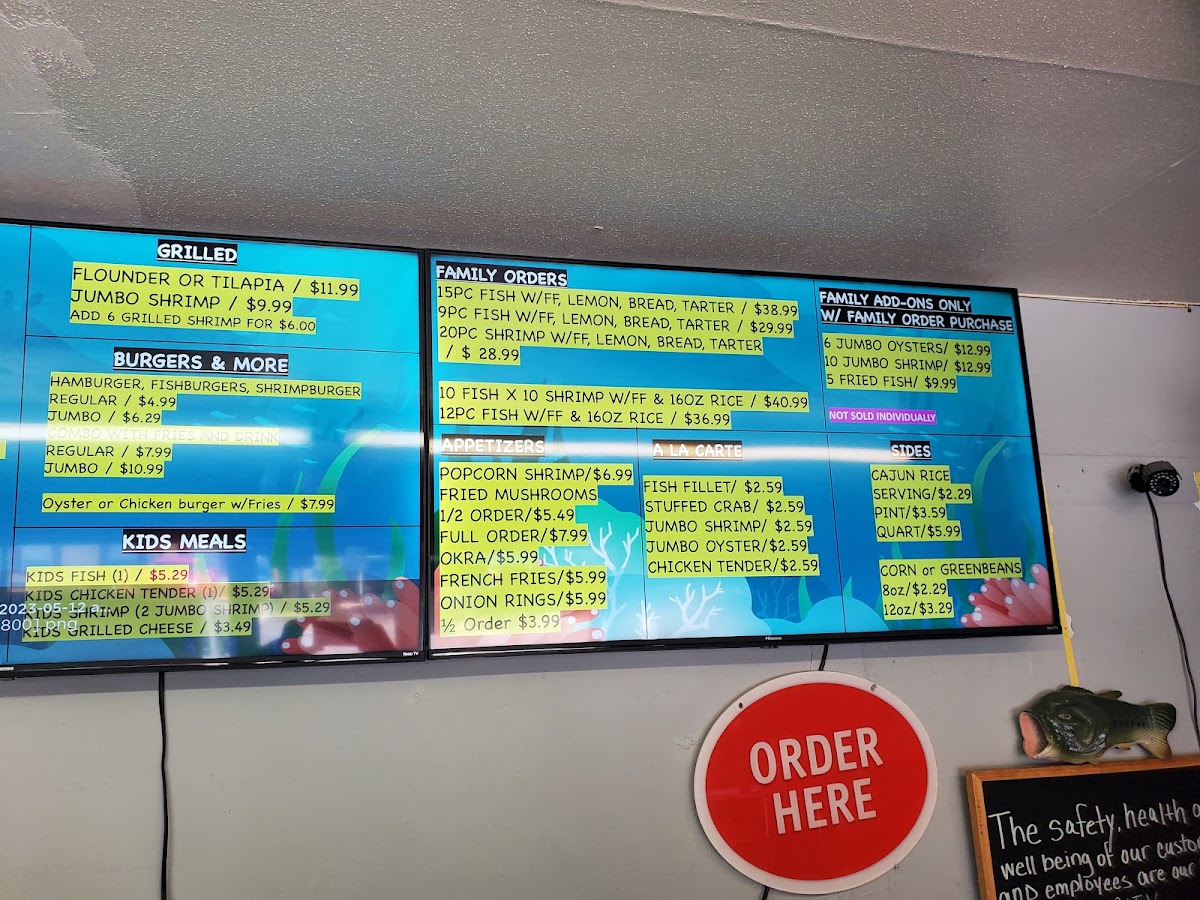 GRILLED
FLOUNDER OR TILAPIA / $11.99
JUMBO SHRIMP / $9.99
ADD 6 GRILLED SHRIMP FOR $6.00
BURGERS & MORE
HAMBURGER, FISHBURGERS, SHRIMPBURGER
REGULAR / $4.99
JUMBO / $6.29
COMBO WITH FRIES AND DRINK
REGULAR / $7.99
JUMBO / $10.99
Oyster or Chicken burger w/Fries / $7.99
KIDS MEALS
KIDS FISH (1) / $5.29
KIDS CHICKEN TENDER (1)/ $5.29
KIDS SHRIMP (2 JUMBO SHRIMP) / $5.29
KIDS GRILLED CHEESE / $3.49
2023-05-12 a..
8001.png
Hisense
Roku TV
FAMILY ORDERS
15PC FISH W/FF, LEMON, BREAD, TARTER / $38.99
9PC FISH W/FF, LEMON, BREAD, TARTER / $29.99
20PC SHRIMP W/FF, LEMON, BREAD, TARTER
/ $ 28.99
10 FISH X 10 SHRIMP W/FF & 16OZ RICE / $40.99
12PC FISH W/FF & 16OZ RICE / $36.99
FAMILY ADD-ONS ONLY
W/ FAMILY ORDER PURCHASE
6 JUMBO OYSTERS/ $12.99
10 JUMBO SHRIMP/ $12.99
5 FRIED FISH/ $9.99
NOT SOLD INDIVIDUALLY
APPETIZERS
POPCORN SHRIMP/$6.99
FRIED MUSHROOMS
1/2 ORDER/$5.49
FULL ORDER/$7.99
OKRA/$5.99
FRENCH FRIES/$5.99
ONION RINGS/$5.99
½ Order $3.99
A LA CARTE
FISH FILLET/ $2.59
STUFFED CRAB/ $2.59
JUMBO SHRIMP/ $2.59
JUMBO OYSTER/$2.59
CHICKEN TENDER/$2.59
SIDES
CAJUN RICE
SERVING/$2.29
PINT/$3.59
QUART/$5.99
CORN or GREENBEANS
8oz/$2.29
12oz/$3.29
ORDER
HERE
The safety, health
well being of our
and employees are our